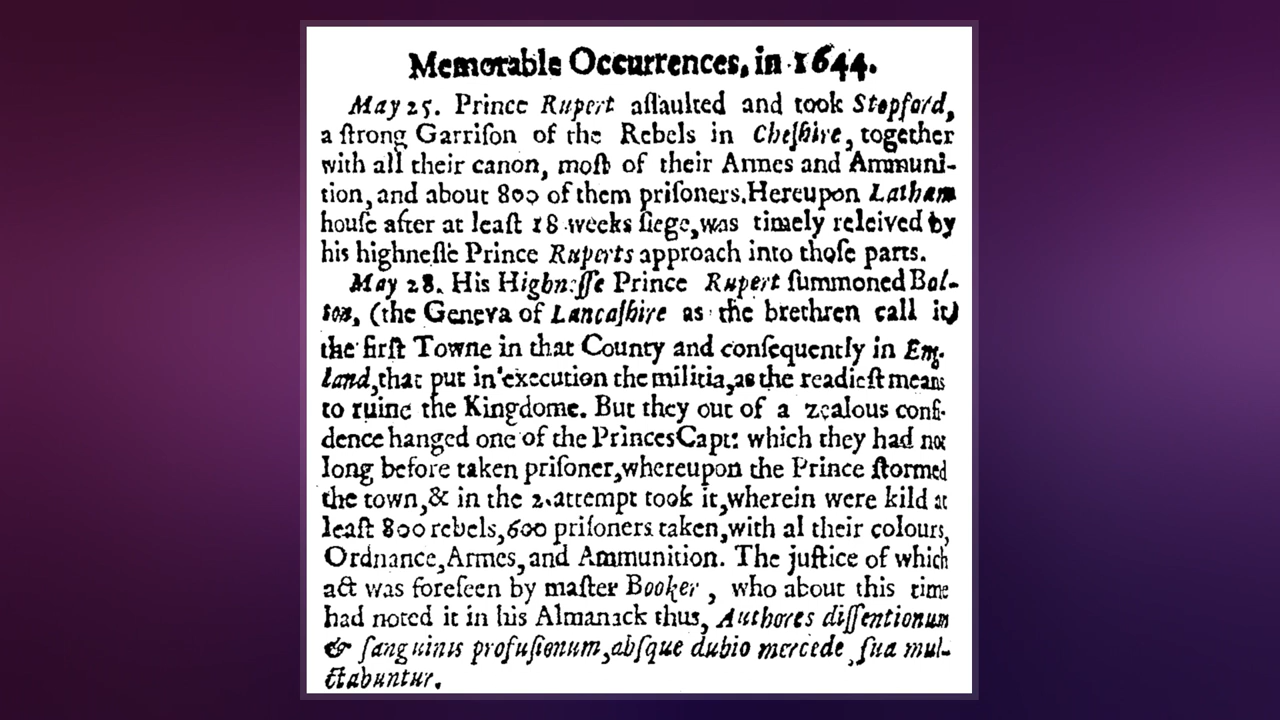 Memorable Occurrences, in 1644.
May 25. Prince Rupert assaulted and took Stopford,
a ſtrong Garriſon of the Rebels in Cheſhire, together
with all their canon, moſt of their Armes and Ammuni-
tion, and about 800 of them priſoners. Hereupon Latham
houſe after at leaſt 18 weeks ſiege, was timely releived by
his highneſſe Prince Ruperts approach into thoſe parts.
May 28. His Highneſſe Prince Rupert ſummoned Bol-
ton, (the Geneva of Lancaſhire as the brethren call it)
the firſt Towne in that County and conſequently in Eng-
land, that put in execution the militia, as the readieſt means
to ruine the Kingdome. But they out of a zealous confi-
dence hanged one of the Princes Capt: which they had not
long before taken priſoner, whereupon the Prince ſtormed
the town, & in the 2. attempt took it, wherein were kild at
leaſt 800 rebels, 600 priſoners taken, with al their colours,
Ordnance, Armes, and Ammunition. The juſtice of which
act was foreſeen by maſter Booker, who about this time
had noted it in his Almanack thus, Authores diſſentionum
& ſanguinis profuſionum, abſque dubio mercede ſua mul-
ctabuntur.